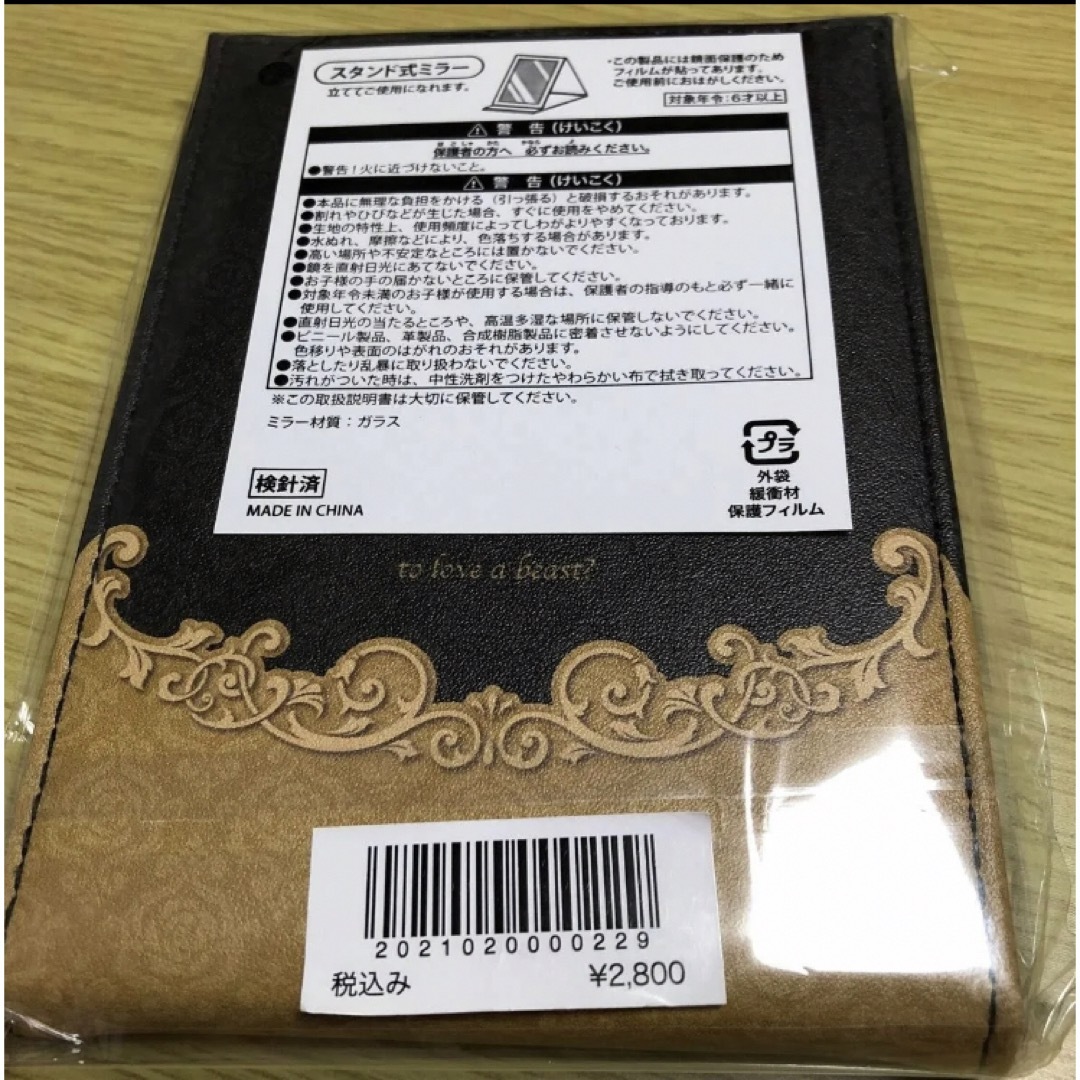 スタンド式ミラー
立ててご使用になれます。
・この製品には鏡面保護のため
フィルムが貼ってあります。
ご使用前におはがしください。
対象年令:6才以上
⚠ 警告(けいこく)
保護者の方へ 必ずお読みください。
●警告!火に近づけないこと。
⚠ 警告(けいこく)
●本品に無理な負担をかける(引っ張る)と破損するおそれがあります。
●割れやひびなどが生じた場合、すぐに使用をやめてください。
●生地の特性上、使用頻度によってしわがよりやすくなっております。
●水ぬれ、摩擦などにより、色落ちする場合があります。
●高い場所や不安定なところには置かないでください。
●鏡を直射日光にあてないでください。
●お子様の手の届かないところに保管してください。
●対象年令未満のお子様が使用する場合は、保護者の指導のもと必ず一緒に
使用してください。
●直射日光の当たるところや、高温多湿な場所に保管しないでください。
●ビニール製品、革製品、合成樹脂製品に密着させないようにしてください。
色移りや表面のはがれのおそれがあります。
●落としたり乱暴に取り扱わないでください。
●汚れがついた時は、中性洗剤をつけたやわらかい布で拭き取ってください。
※この取扱説明書は大切に保管してください。
ミラー材質:ガラス
プラ
外袋
緩衝材
保護フィルム
検針済
MADE IN CHINA
to love a beast?
2021020000229
税込み ¥2,800